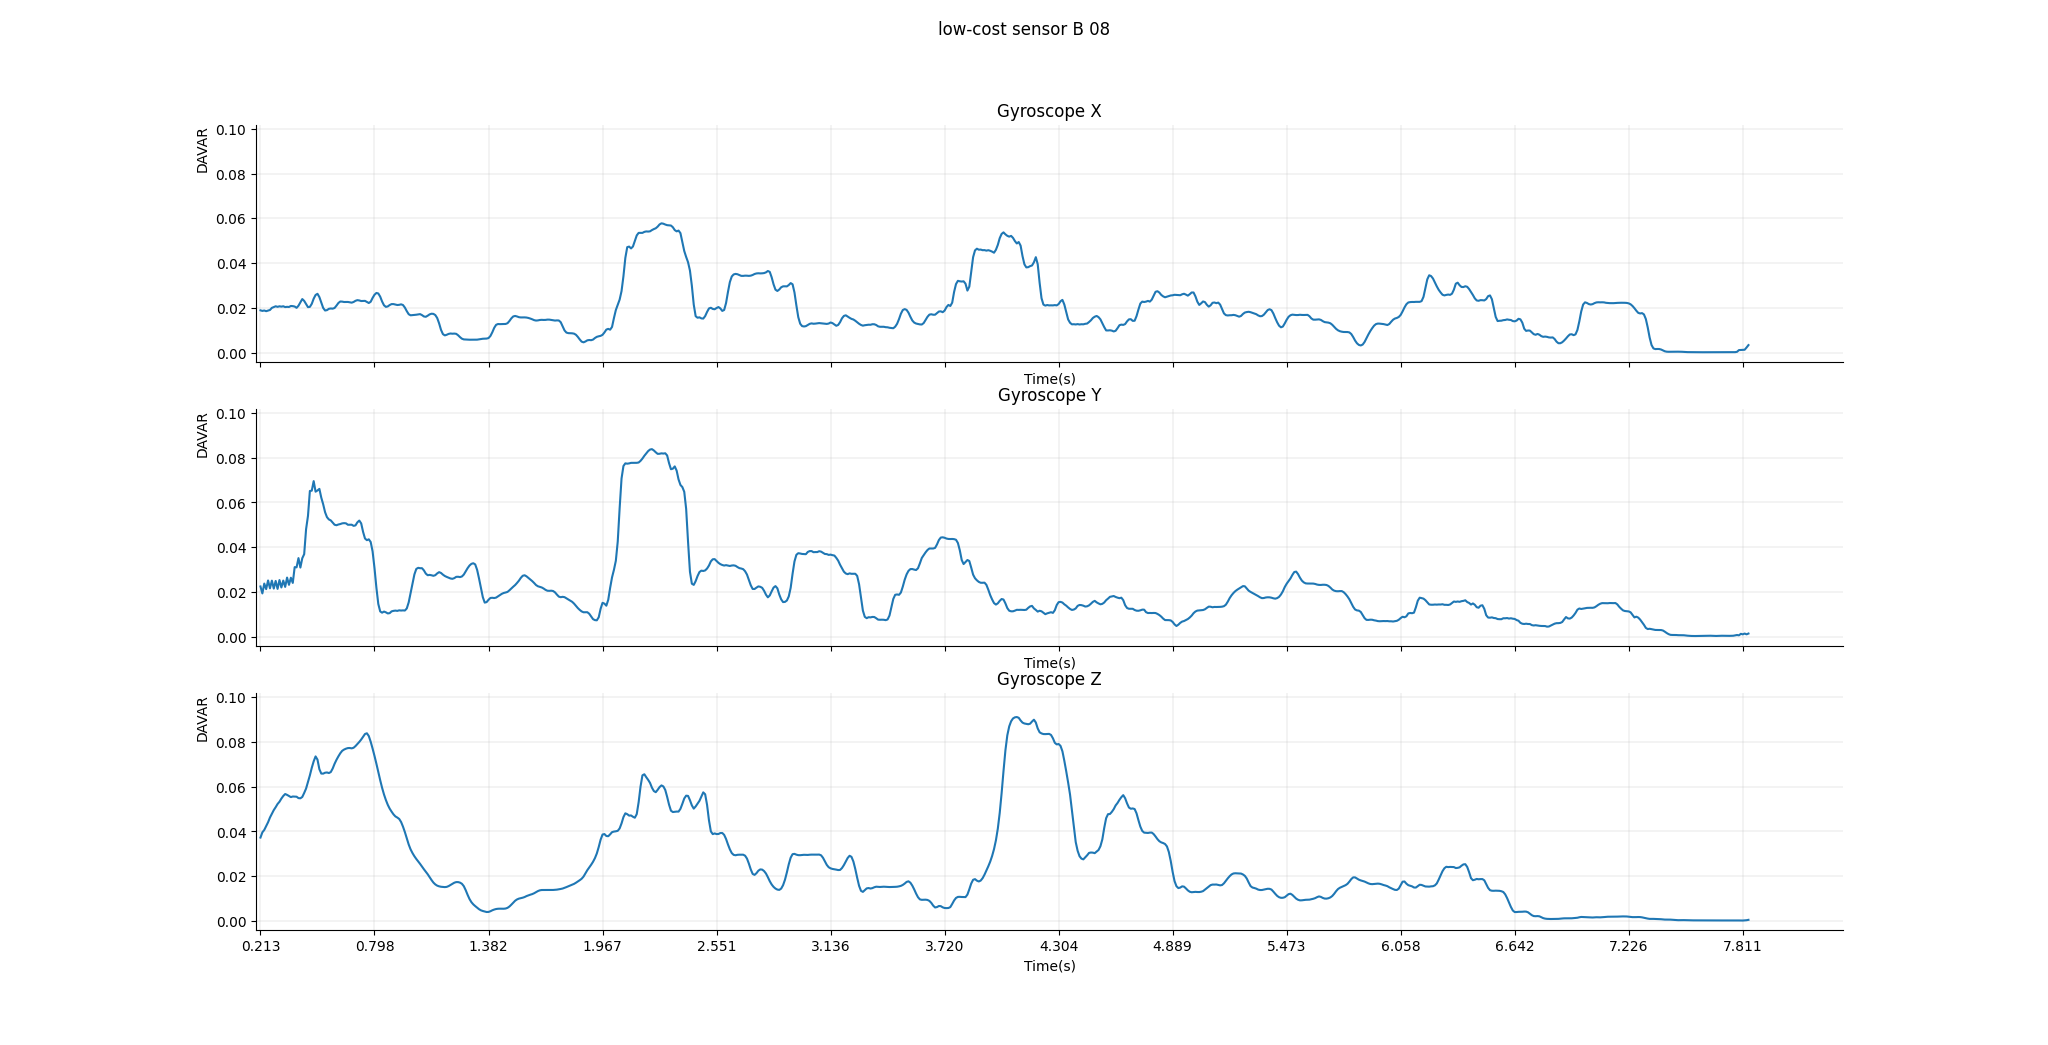 low-cost sensor B 08
Gyroscope X
DAVAR
0.10
0.08
0.06
0.04
0.02
0.00
Time(s)
Gyroscope Y
DAVAR
0.10
0.08
0.06
0.04
0.02
0.00
Time(s)
Gyroscope Z
DAVAR
0.10
0.08
0.06
0.04
0.02
0.00
0.213 0.798 1.382 1.967 2.551 3.136 3.720 4.304 4.889 5.473 6.058 6.642 7.226 7.811
Time(s)